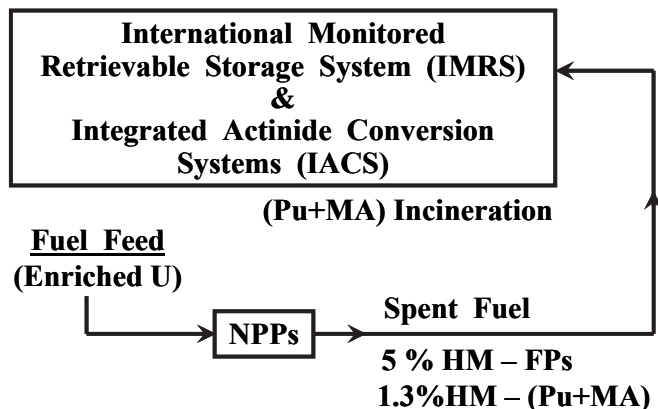 International Monitored
Retrievable Storage System (IMRS)
&
Integrated Actinide Conversion
Systems (IACS)
(Pu+MA) Incineration
Fuel Feed
(Enriched U)
NPPs
Spent Fuel
5 % HM – FPs
1.3%HM – (Pu+MA)